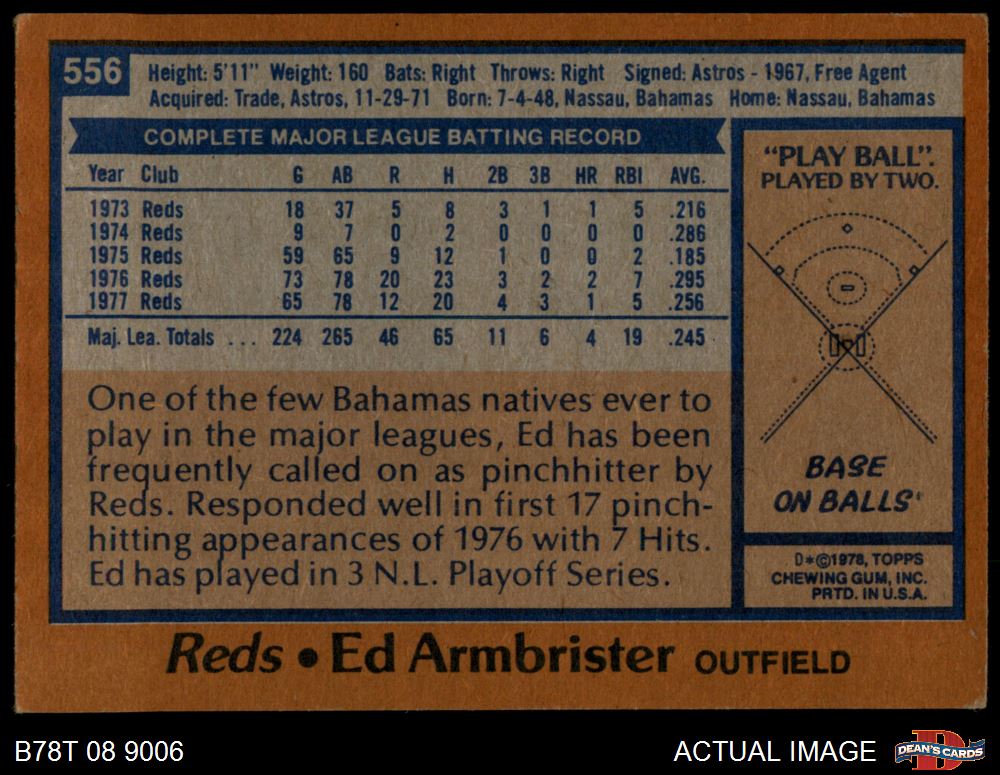 556
Height: 5'11" Weight: 160 Bats: Right Throws: Right Signed: Astros - 1967, Free Agent
Acquired: Trade, Astros, 11-29-71 Born: 7-4-48, Nassau, Bahamas Home: Nassau, Bahamas
COMPLETE MAJOR LEAGUE BATTING RECORD
Year Club G AB R H 2B 3B HR RBI AVG.
1973 Reds 18 37 5 8 3 1 1 5 .216
1974 Reds 9 7 0 2 0 0 0 0 .286
1975 Reds 59 65 9 12 1 0 0 2 .185
1976 Reds 73 78 20 23 3 2 2 7 .295
1977 Reds 65 78 12 20 4 3 1 5 .256
Maj. Lea. Totals ... 224 265 46 65 11 6 4 19 .245
One of the few Bahamas natives ever to
play in the major leagues, Ed has been
frequently called on as pinchhitter by
Reds. Responded well in first 17 pinch-
hitting appearances of 1976 with 7 Hits.
Ed has played in 3 N.L. Playoff Series.
"PLAY BALL".
PLAYED BY TWO.
BASE
ON BALLS
D*©1978, TOPPS
CHEWING GUM, INC.
PRTD. IN U.S.A.
Reds • Ed Armbrister OUTFIELD
B78T 08 9006
ACTUAL IMAGE
DEAN'S CARDS